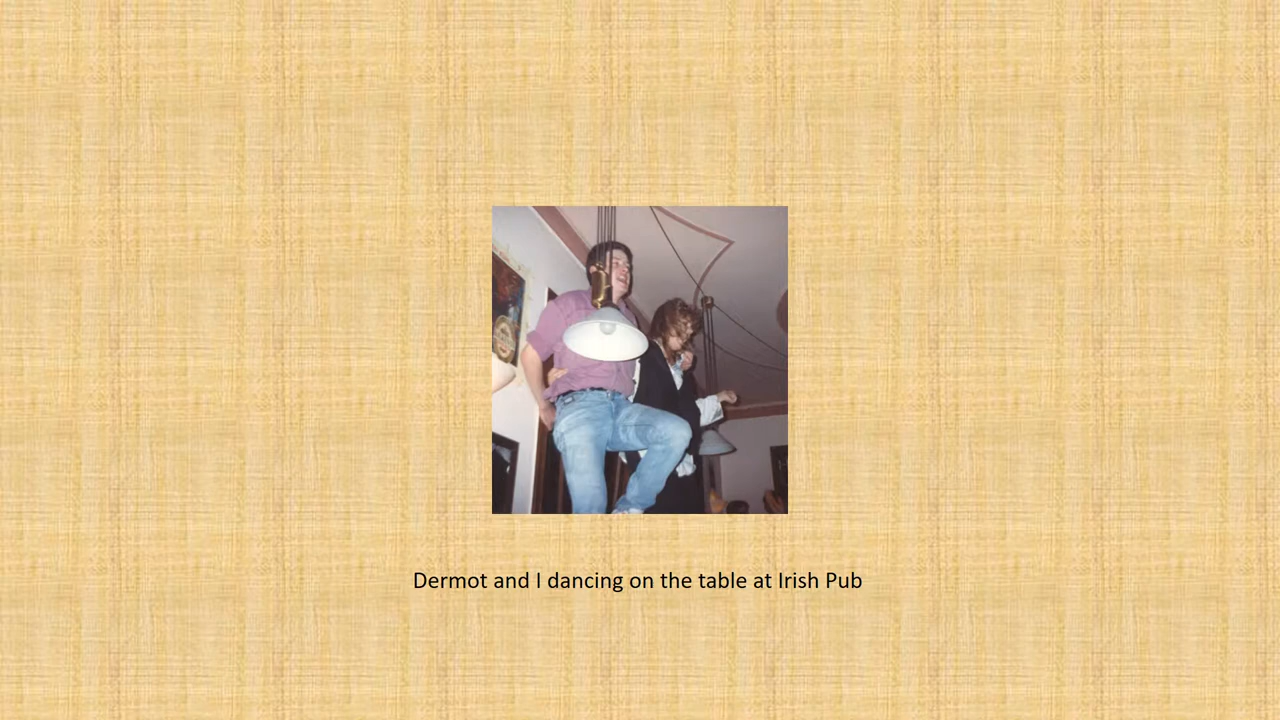 Dermot and I dancing on the table at Irish Pub